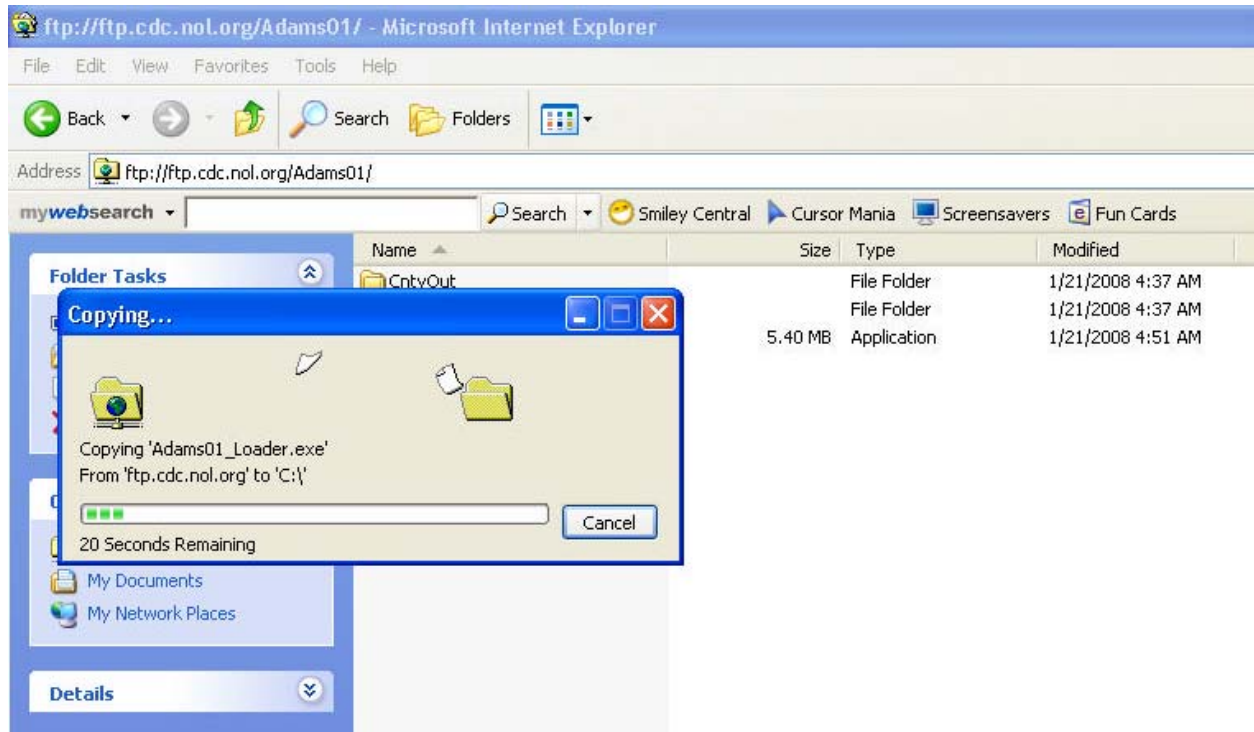 ftp://ftp.cdc.nol.org/Adams01/ - Microsoft Internet Explorer
File Edit View Favorites Tools Help
Back Search Folders
Address ftp://ftp.cdc.nol.org/Adams01/
mywebsearch Search Smiley Central Cursor Mania Screensavers Fun Cards
Name Size Type Modified
Folder Tasks
CntyOut File Folder 1/21/2008 4:37 AM
File Folder 1/21/2008 4:37 AM
5.40 MB Application 1/21/2008 4:51 AM
Copying...
Copying 'Adams01_Loader.exe'
From 'ftp.cdc.nol.org' to 'C:\'
Cancel
20 Seconds Remaining
My Documents
My Network Places
Details